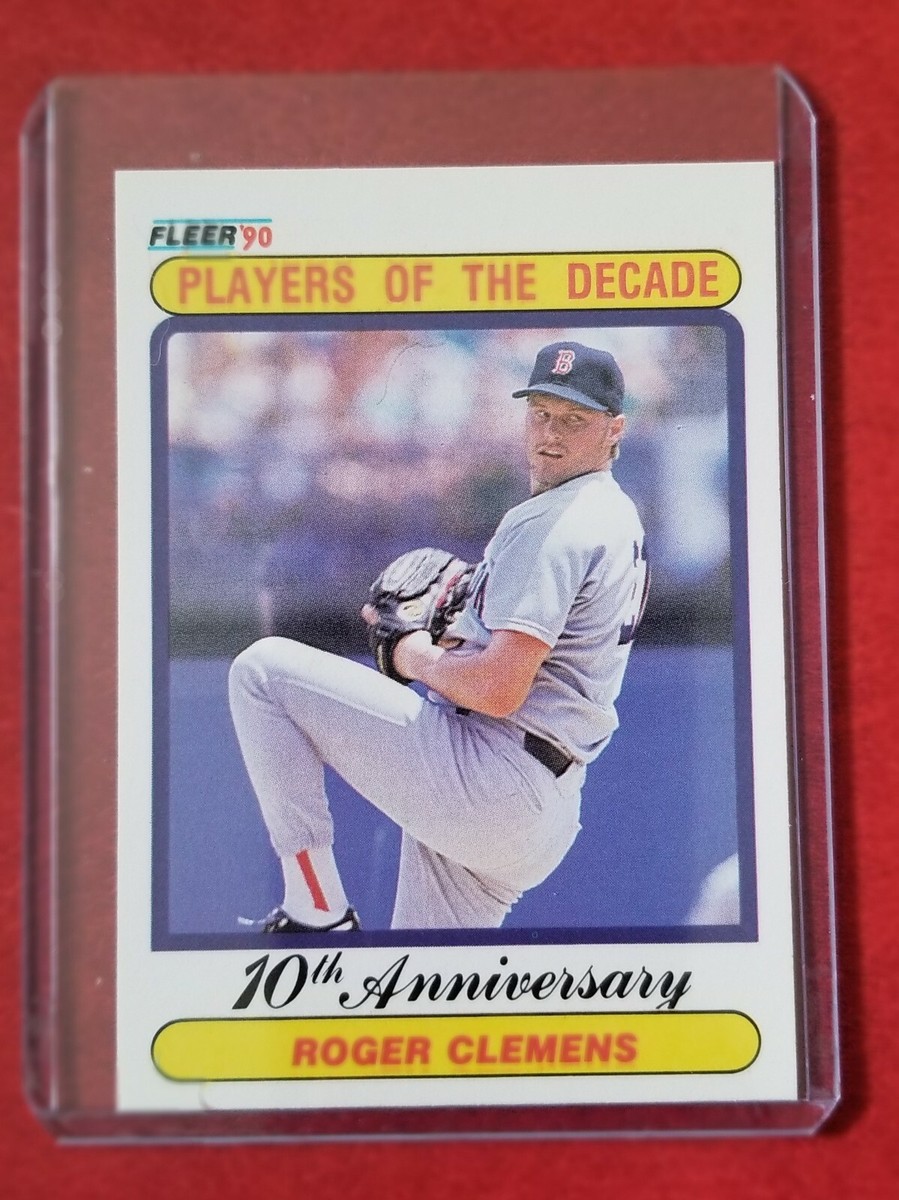 FLEER '90
PLAYERS OF THE DECADE
B
10th Anniversary
ROGER CLEMENS